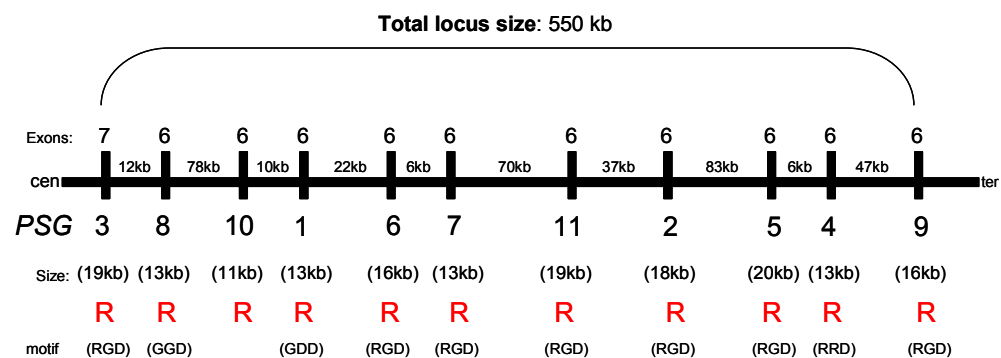 Total locus size: 550 kb
Exons: 7 6 6 6 6 6 6 6 6 6 6
12kb 78kb 10kb 22kb 6kb 70kb 37kb 83kb 6kb 47kb
cen ter
PSG 3 8 10 1 6 7 11 2 5 4 9
Size: (19kb) (13kb) (11kb) (13kb) (16kb) (13kb) (19kb) (18kb) (20kb) (13kb) (16kb)
R R R R R R R R R R R
motif (RGD) (GGD) (GDD) (RGD) (RGD) (RGD) (RGD) (RGD) (RRD) (RGD)